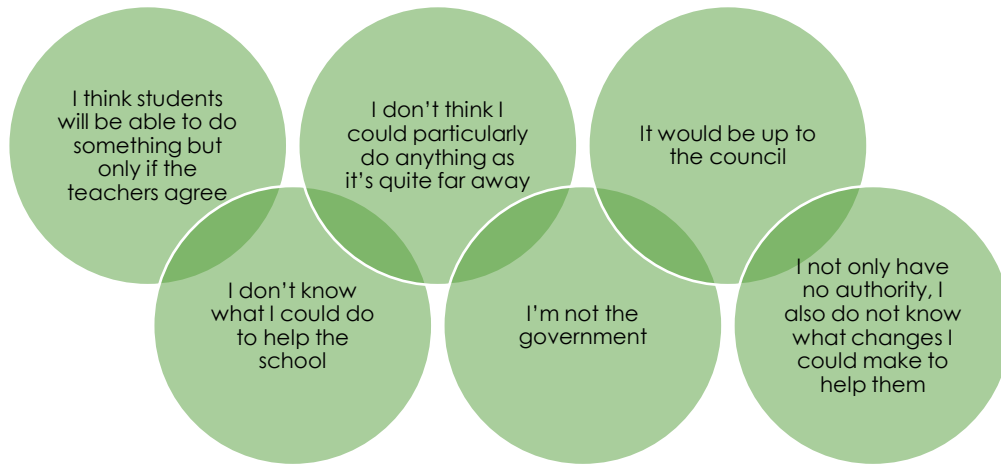 I think students
will be able to do
something but
only if the
teachers agree
I don’t think I
could particularly
do anything as
it’s quite far away
It would be up to
the council
I don’t know
what I could do
to help the
school
I’m not the
government
I not only have
no authority, I
also do not know
what changes I
could make to
help them